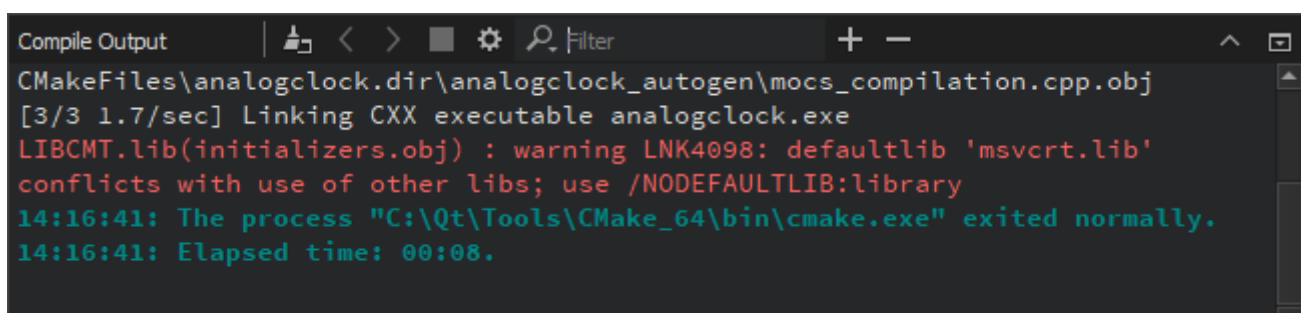 Compile Output
Filter
CMakeFiles\analogclock.dir\analogclock_autogen\mocs_compilation.cpp.obj
[3/3 1.7/sec] Linking CXX executable analogclock.exe
LIBCMT.lib(initializers.obj) : warning LNK4098: defaultlib 'msvcrt.lib'
conflicts with use of other libs; use /NODEFAULTLIB:library
14:16:41: The process "C:\Qt\Tools\CMake_64\bin\cmake.exe" exited normally.
14:16:41: Elapsed time: 00:08.